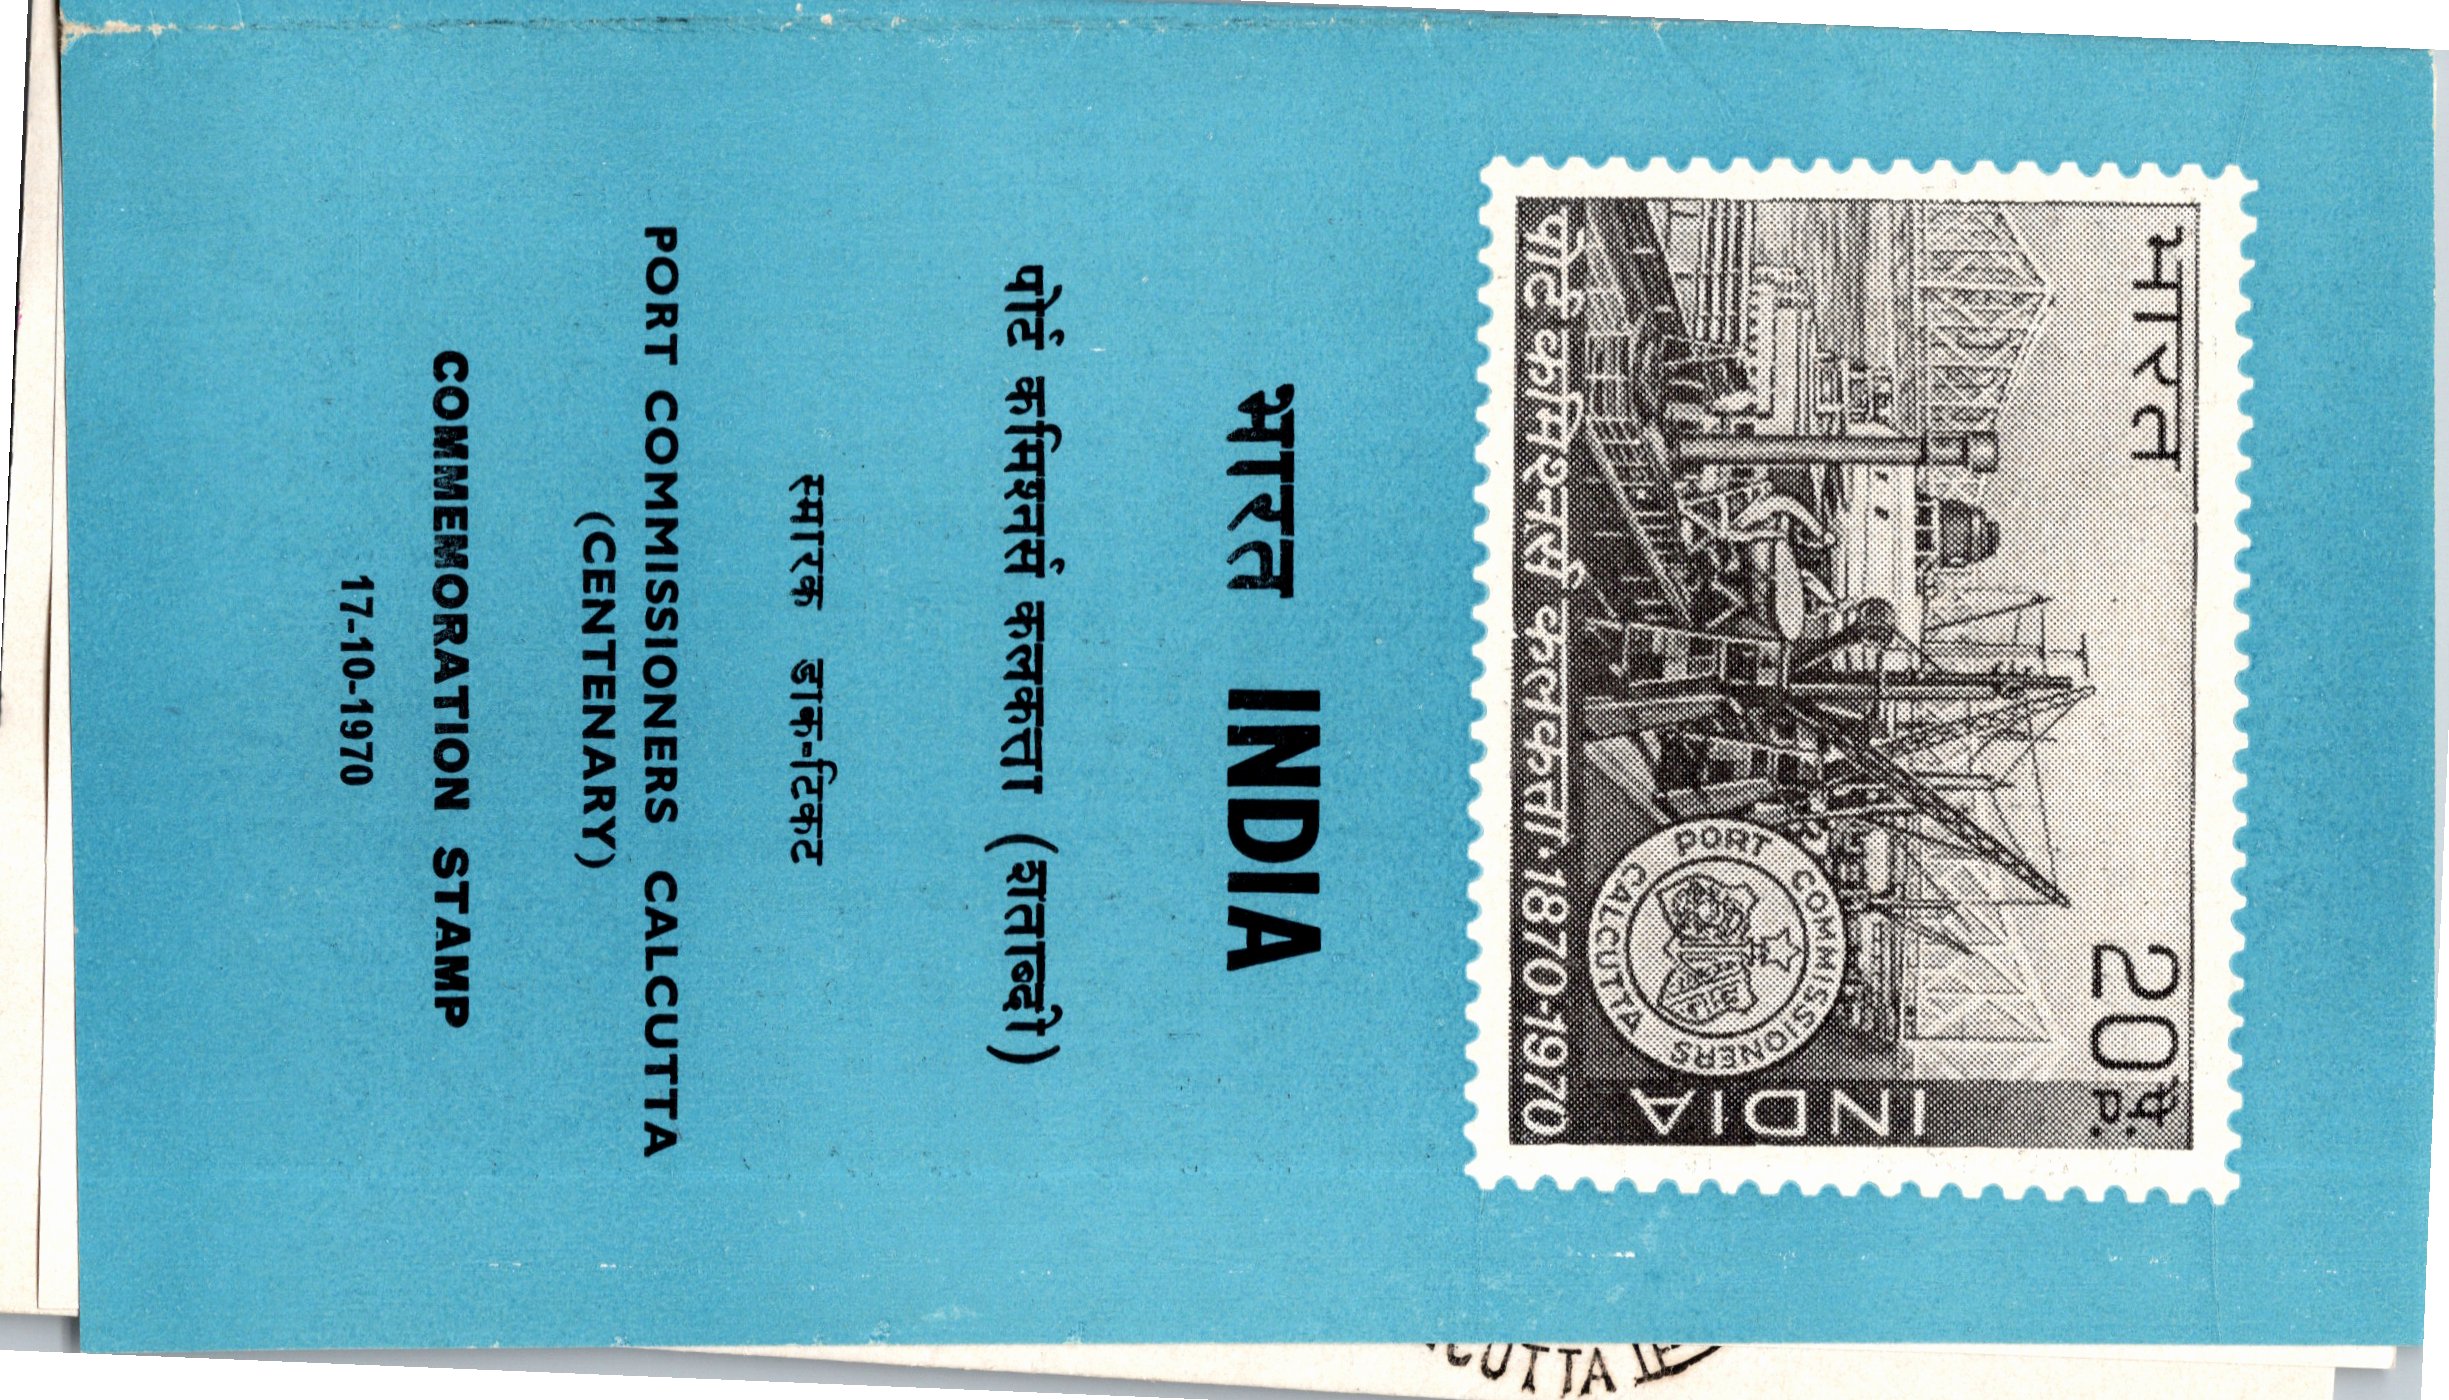 भारत
20 पै.
P.
INDIA
PORT COMMISSIONERS
CALCUTTA
पोर्ट कमिश्नर्स कलकत्ता. 1870-1970
भारत INDIA
पोर्ट कमिश्नर्स कलकत्ता (शताब्दी)
स्मारक डाक-टिकट
PORT COMMISSIONERS CALCUTTA
(CENTENARY)
COMMEMORATION STAMP
17-10-1970
CUTTA